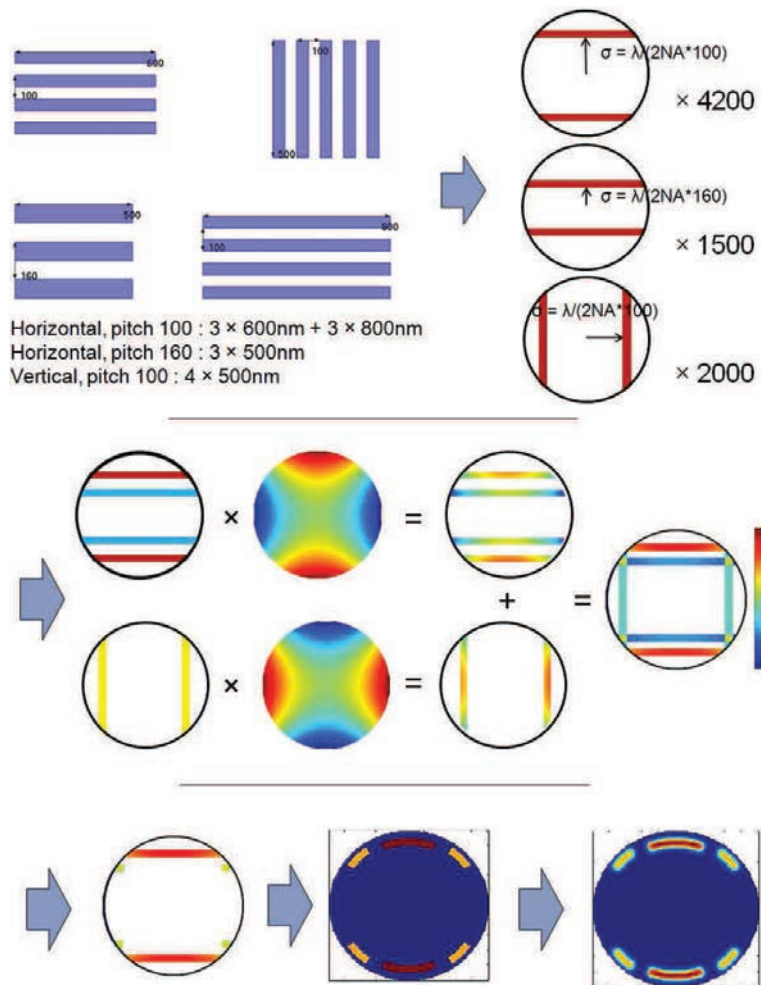 600
100
100
500
σ = λ/(2NA*100)
× 4200
500
160
900
100
σ = λ/(2NA*160)
× 1500
Horizontal, pitch 100 : 3 × 600nm + 3 × 800nm
Horizontal, pitch 160 : 3 × 500nm
Vertical, pitch 100 : 4 × 500nm
σ = λ/(2NA*100)
× 2000
× =
+ =
× =